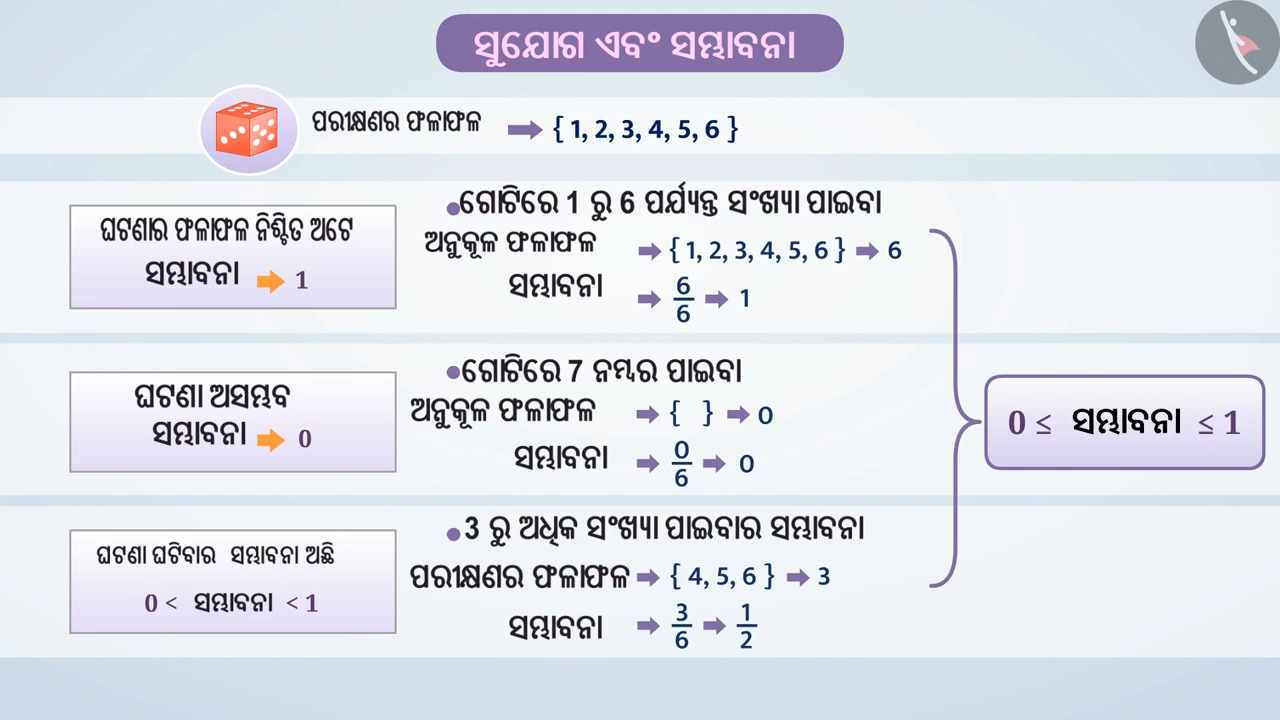 ସୁଯୋଗ ଏବଂ ସମ୍ଭାବନା
ପରୀକ୍ଷଣର ଫଳାଫଳ ➡ { 1, 2, 3, 4, 5, 6 }
ଘଟଣାର ଫଳାଫଳ ନିଶ୍ଚିତ ଅଟେ
ସମ୍ଭାବନା ➡ 1
•ଗୋଟିରେ 1 ରୁ 6 ପର୍ଯ୍ୟନ୍ତ ସଂଖ୍ୟା ପାଇବା
ଅନୁକୂଳ ଫଳାଫଳ ➡ { 1, 2, 3, 4, 5, 6 } ➡ 6
ସମ୍ଭାବନା ➡ 6/6 ➡ 1
ଘଟଣା ଅସମ୍ଭବ
ସମ୍ଭାବନା ➡ 0
•ଗୋଟିରେ 7 ନମ୍ବର ପାଇବା
ଅନୁକୂଳ ଫଳାଫଳ ➡ { } ➡ 0
ସମ୍ଭାବନା ➡ 0/6 ➡ 0
ଘଟଣା ଘଟିବାର ସମ୍ଭାବନା ଅଛି
0 < ସମ୍ଭାବନା < 1
•3 ରୁ ଅଧିକ ସଂଖ୍ୟା ପାଇବାର ସମ୍ଭାବନା
ପରୀକ୍ଷଣର ଫଳାଫଳ ➡ { 4, 5, 6 } ➡ 3
ସମ୍ଭାବନା ➡ 3/6 ➡ 1/2
0 ≤ ସମ୍ଭାବନା ≤ 1